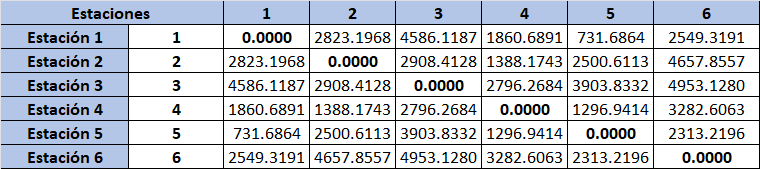 Estaciones 1 2 3 4 5 6
Estación 1 1 0.0000 2823.1968 4586.1187 1860.6891 731.6864 2549.3191
Estación 2 2 2823.1968 0.0000 2908.4128 1388.1743 2500.6113 4657.8557
Estación 3 3 4586.1187 2908.4128 0.0000 2796.2684 3903.8332 4953.1280
Estación 4 4 1860.6891 1388.1743 2796.2684 0.0000 1296.9414 3282.6063
Estación 5 5 731.6864 2500.6113 3903.8332 1296.9414 0.0000 2313.2196
Estación 6 6 2549.3191 4657.8557 4953.1280 3282.6063 2313.2196 0.0000